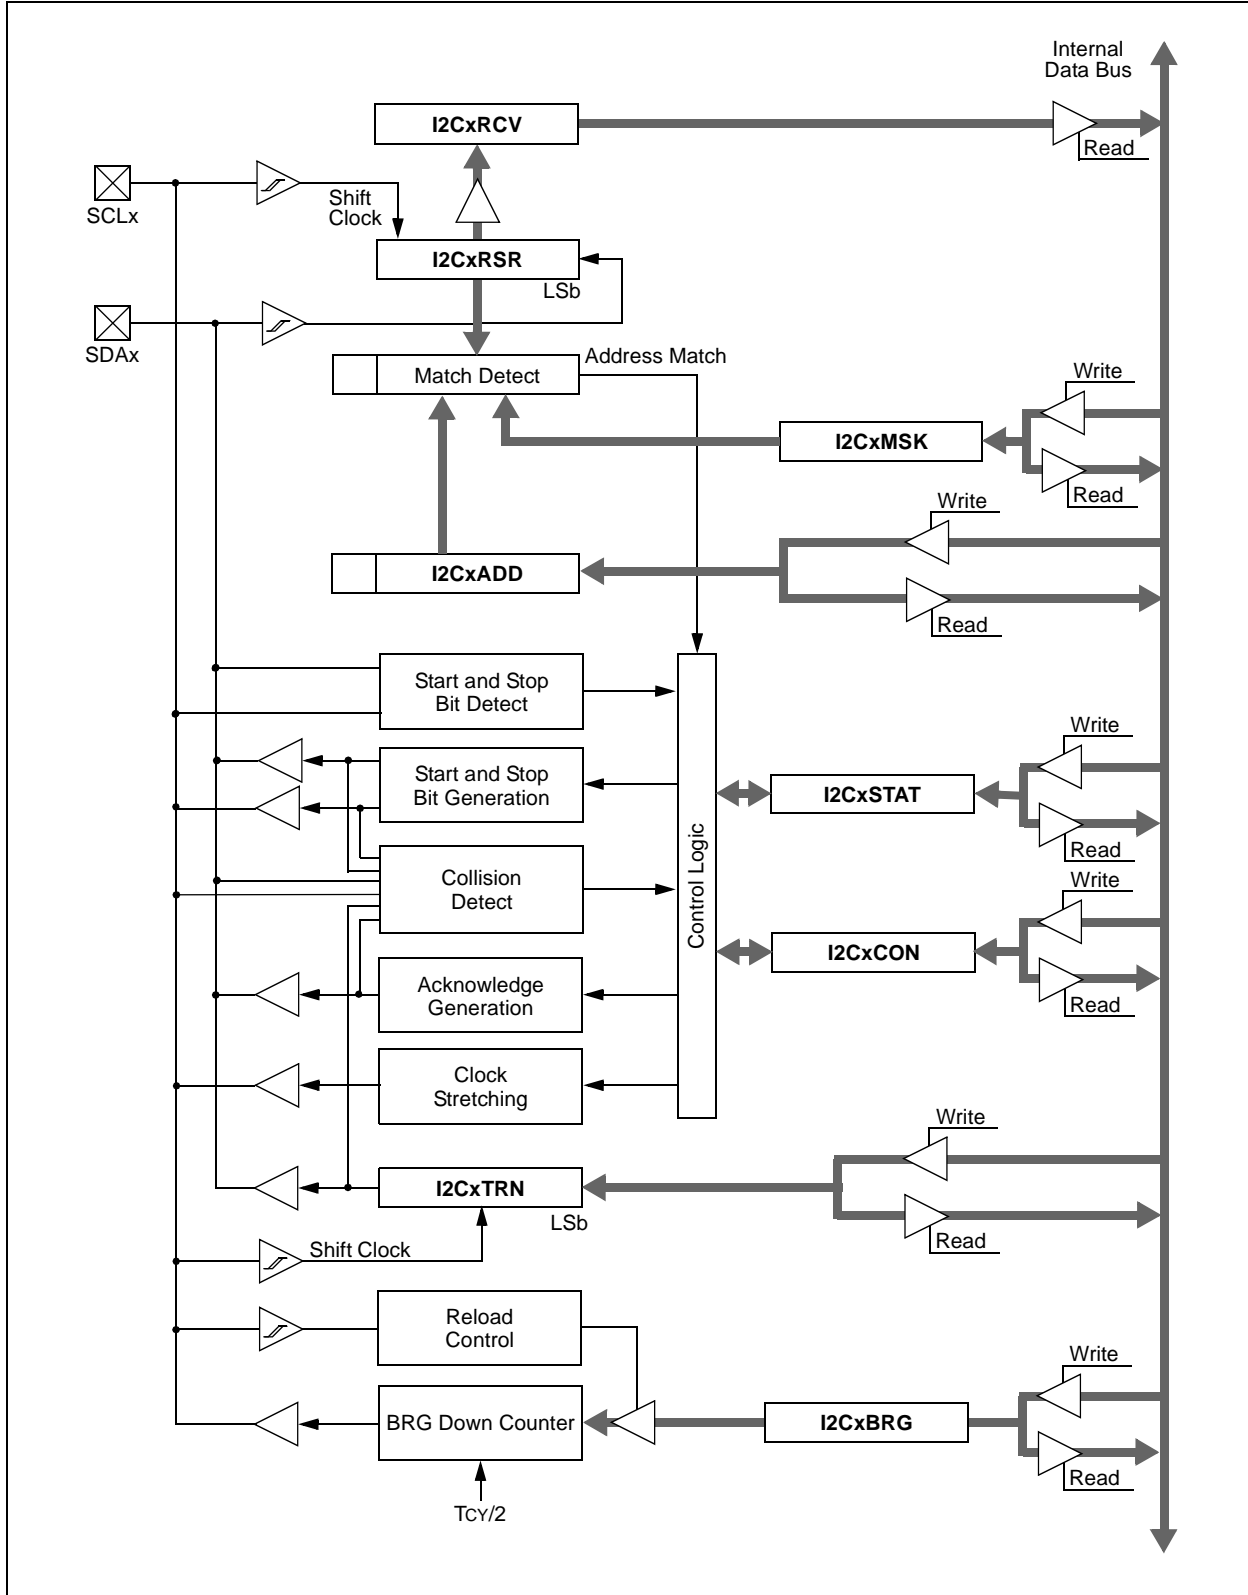 Internal
Data Bus
I2CxRCV
Read
SCLx
Shift
Clock
I2CxRSR
LSb
SDAx
Address Match
Match Detect
Write
I2CxMSK
Read
Write
I2CxADD
Read
Start and Stop
Bit Detect
Write
Start and Stop
Bit Generation
I2CxSTAT
Read
Control Logic
Collision
Detect
Write
I2CxCON
Read
Acknowledge
Generation
Clock
Stretching
Write
I2CxTRN
LSb
Read
Shift Clock
Reload
Control
Write
BRG Down Counter
I2CxBRG
Read
TCY/2